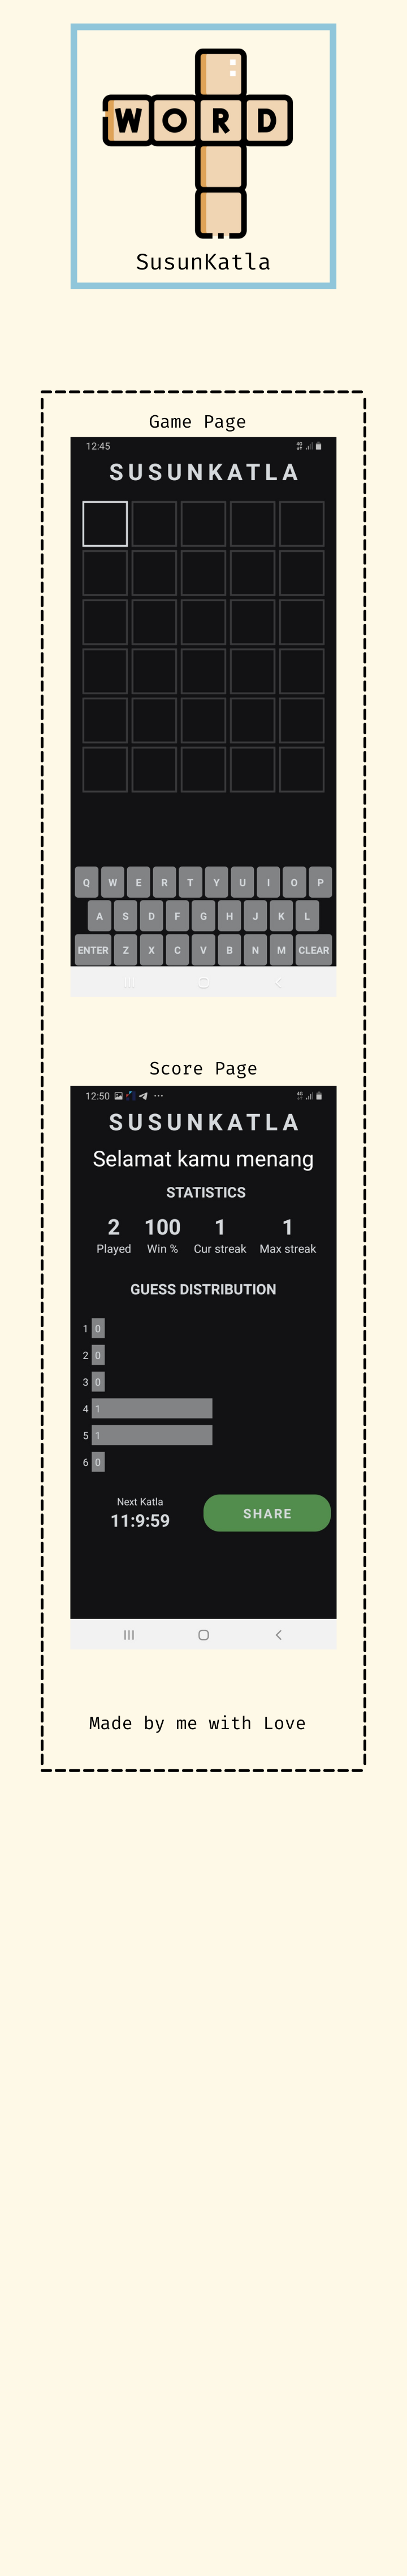 WORD
SusunKatla
Game Page
12:45
SUSUNKATLA
Q W E R T Y U I O P
A S D F G H J K L
ENTER Z X C V B N M CLEAR
Score Page
12:50
SUSUNKATLA
Selamat kamu menang
STATISTICS
2 100 1 1
Played Win % Cur streak Max streak
GUESS DISTRIBUTION
1 0
2 0
3 0
4 1
5 1
6 0
Next Katla
11:9:59
SHARE
Made by me with Love